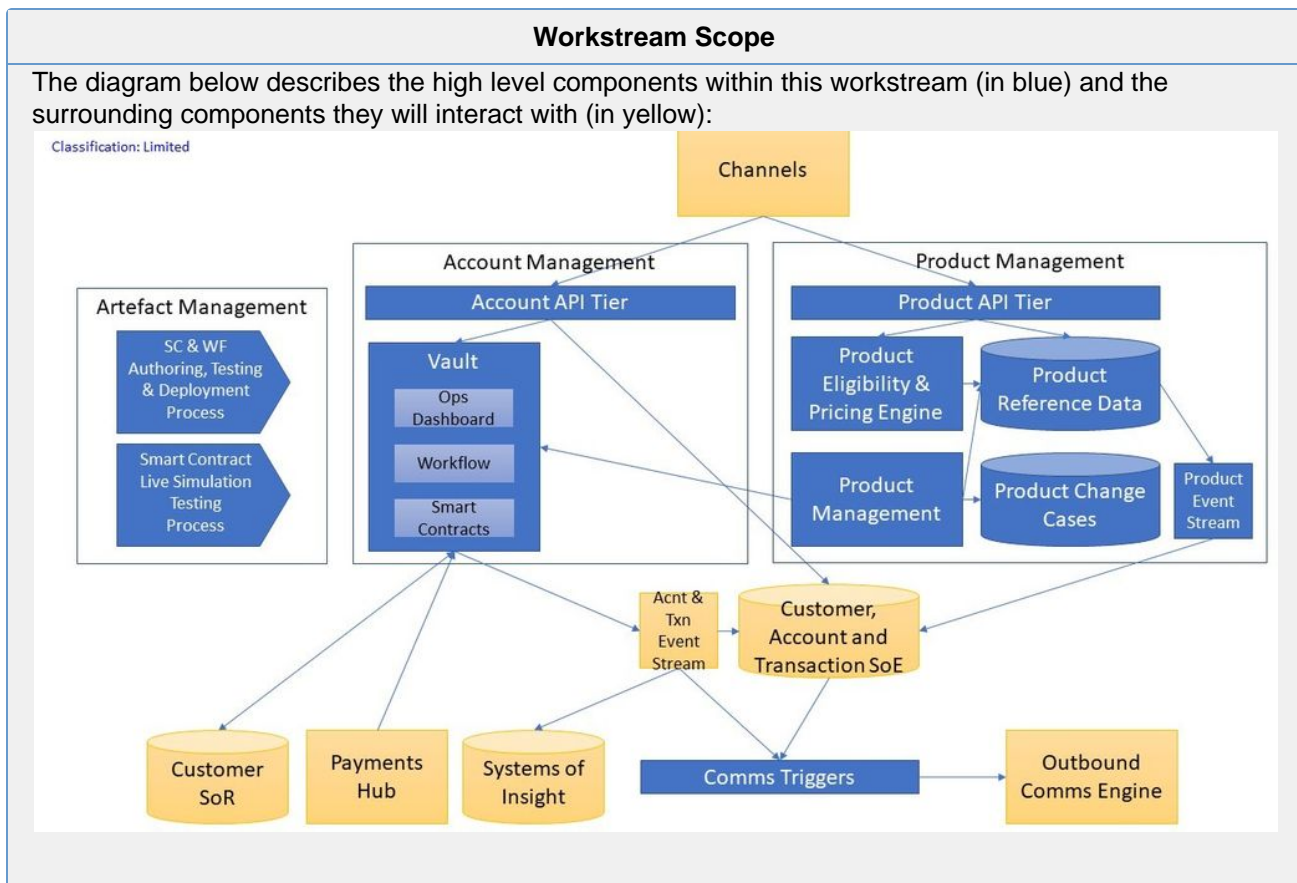 Workstream Scope
The diagram below describes the high level components within this workstream (in blue) and the
surrounding components they will interact with (in yellow):
Classification: Limited
Channels
Artefact Management
SC & WF
Authoring, Testing
& Deployment
Process
Smart Contract
Live Simulation
Testing
Process
Account Management
Account API Tier
Vault
Ops
Dashboard
Workflow
Smart
Contracts
Product Management
Product API Tier
Product
Eligibility &
Pricing Engine
Product
Reference Data
Product
Management
Product Change
Cases
Product
Event
Stream
Acnt &
Txn
Event
Stream
Customer,
Account and
Transaction SoE
Customer
SoR
Payments
Hub
Systems of
Insight
Comms Triggers
Outbound
Comms Engine